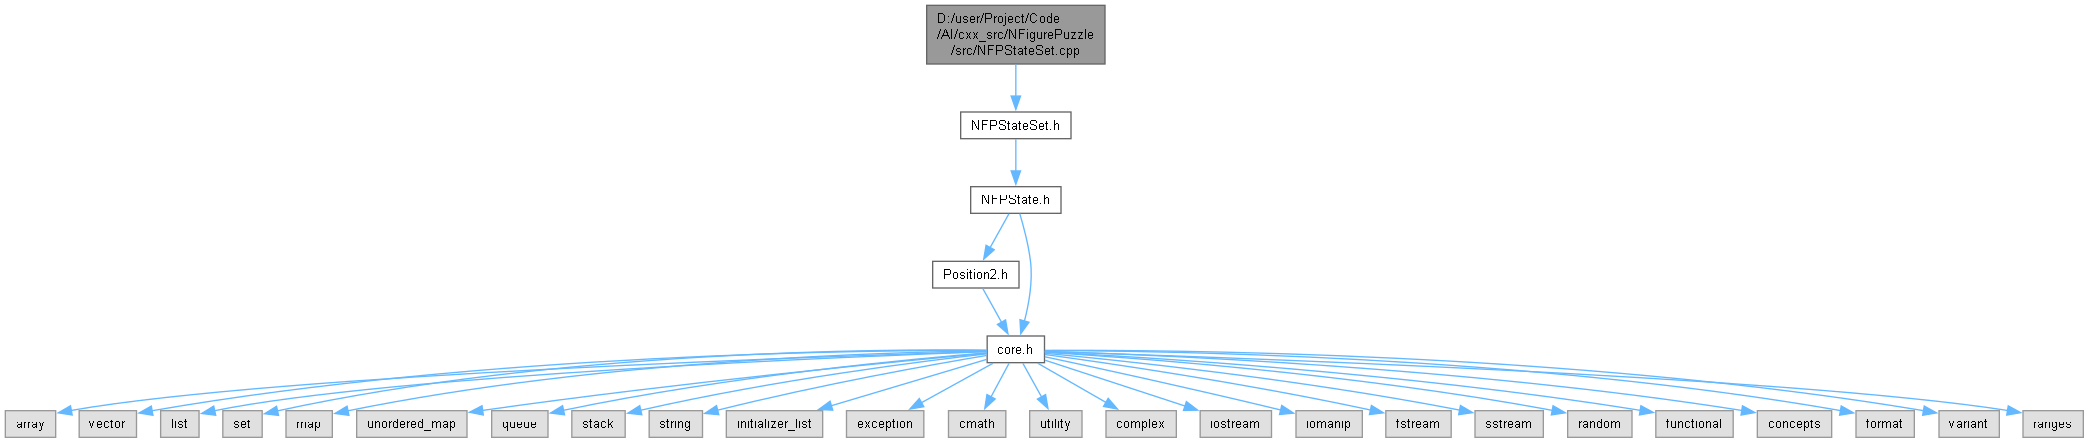 D:/user/Project/Code
/AI/cxx_src/NFigurePuzzle
/src/NFPStateSet.cpp
NFPStateSet.h
NFPState.h
Position2.h
core.h
array
vector
list
set
map
unordered_map
queue
stack
string
initializer_list
exception
cmath
utility
complex
iostream
iomanip
fstream
sstream
random
functional
concepts
format
variant
ranges